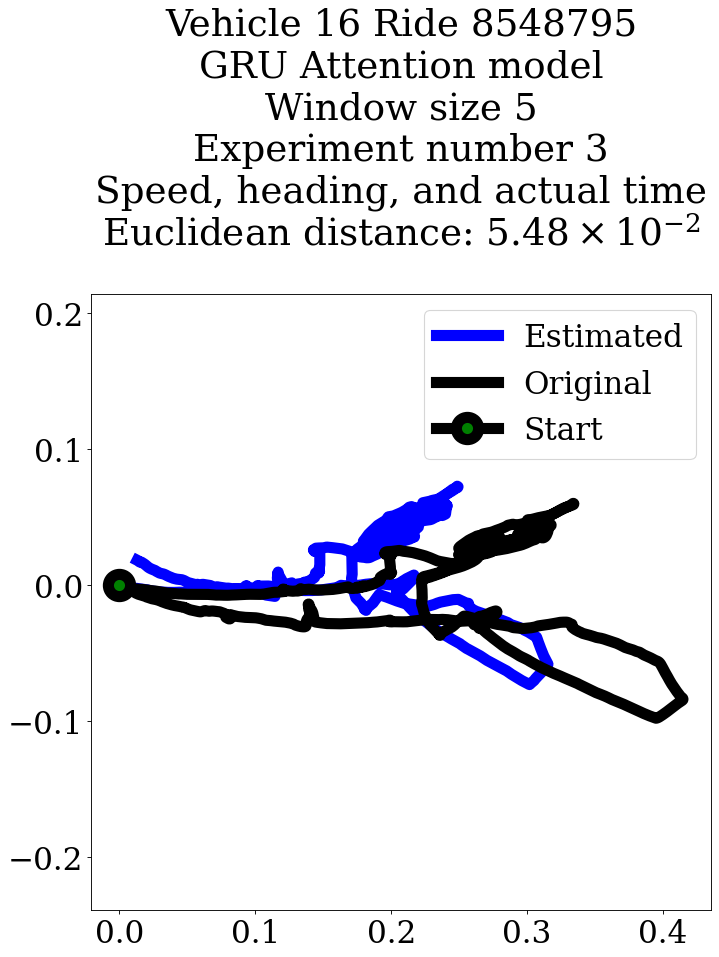 Vehicle 16 Ride 8548795
GRU Attention model
Window size 5
Experiment number 3
Speed, heading, and actual time
Euclidean distance: 5.48 × 10⁻²
Estimated
Original
Start
0.2
0.1
0.0
−0.1
−0.2
0.0 0.1 0.2 0.3 0.4